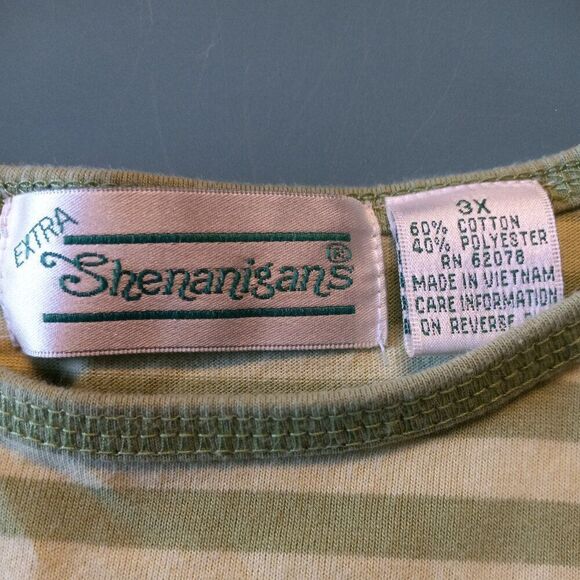 EXTRA
Shenanigans®
3X
60% COTTON
40% POLYESTER
RN 62078
MADE IN VIETNAM
CARE INFORMATION
ON REVERSE